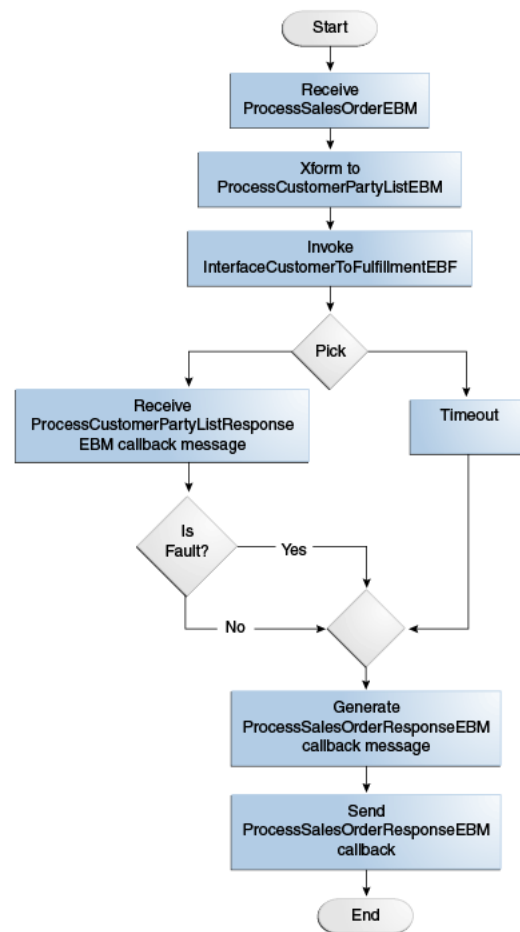 Start
Receive
ProcessSalesOrderEBM
Xform to
ProcessCustomerPartyListEBM
Invoke
InterfaceCustomerToFulfillmentEBF
Pick
Receive
ProcessCustomerPartyListResponse
EBM callback message
Timeout
Is
Fault?
Yes
No
Generate
ProcessSalesOrderResponseEBM
callback message
Send
ProcessSalesOrderResponseEBM
callback
End